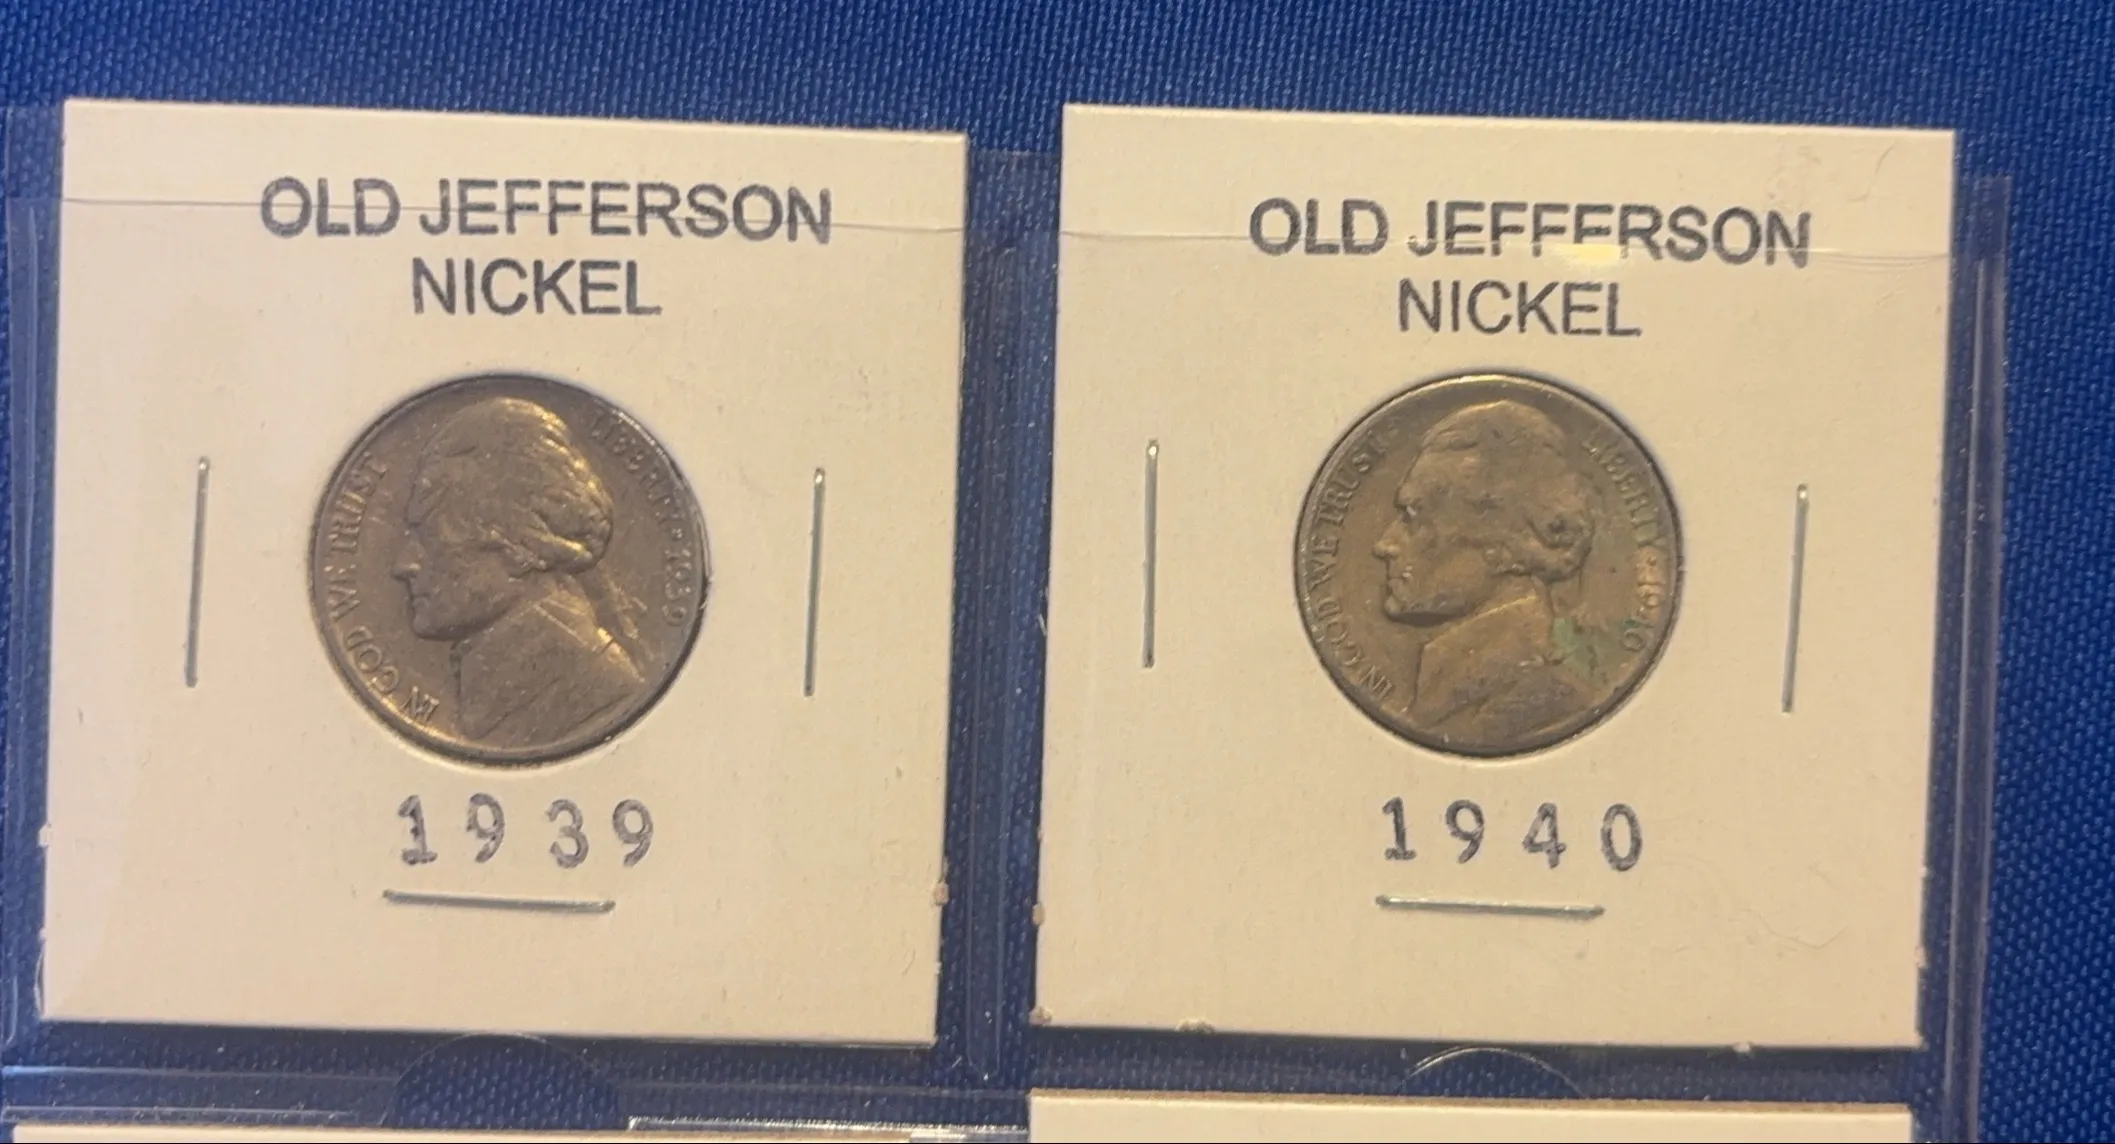 OLD JEFFERSON
NICKEL
IN GOD WE TRUST
LIBERTY
1939
1939
OLD JEFFERSON
NICKEL
IN GOD WE TRUST
LIBERTY
1940
1940